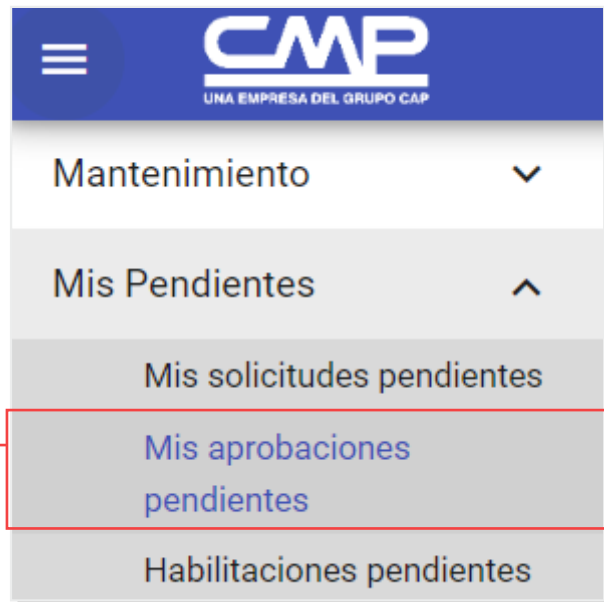 CMP
UNA EMPRESA DEL GRUPO CAP
Mantenimiento
Mis Pendientes
Mis solicitudes pendientes
Mis aprobaciones
pendientes
Habilitaciones pendientes